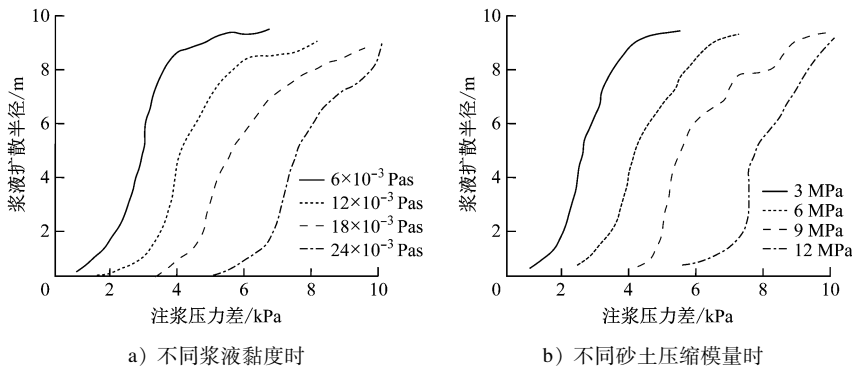 浆液扩散半径/m
10
8
6
4
2
0
2
4
6
8
10
6×10⁻³ Pas
12×10⁻³ Pas
18×10⁻³ Pas
24×10⁻³ Pas
注浆压力差/kPa
a）不同浆液黏度时
浆液扩散半径/m
10
8
6
4
2
0
2
4
6
8
10
3 MPa
6 MPa
9 MPa
12 MPa
注浆压力差/kPa
b）不同砂土压缩模量时